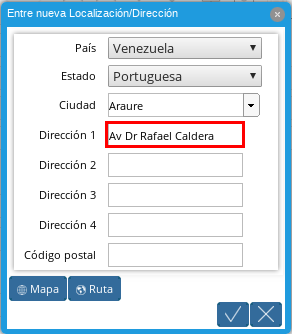 Entre nueva Localización/Dirección
País Venezuela
Estado Portuguesa
Ciudad Araure
Dirección 1 Av Dr Rafael Caldera
Dirección 2
Dirección 3
Dirección 4
Código postal
Mapa Ruta